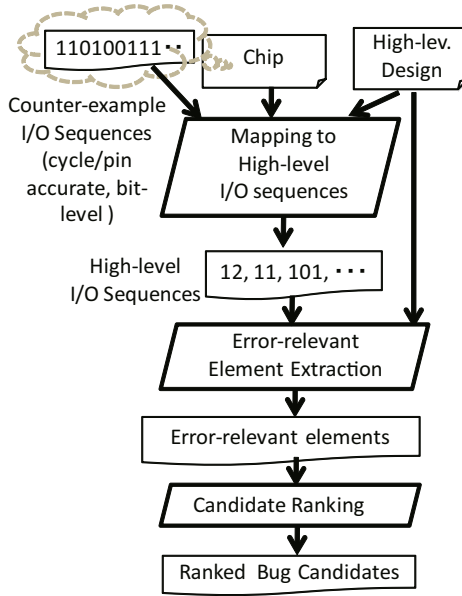 110100111··
Chip
High-lev.
Design
Counter-example
I/O Sequences
(cycle/pin
accurate, bit-
level )
Mapping to
High-level
I/O sequences
High-level
I/O Sequences
12, 11, 101, ···
Error-relevant
Element Extraction
Error-relevant elements
Candidate Ranking
Ranked Bug Candidates